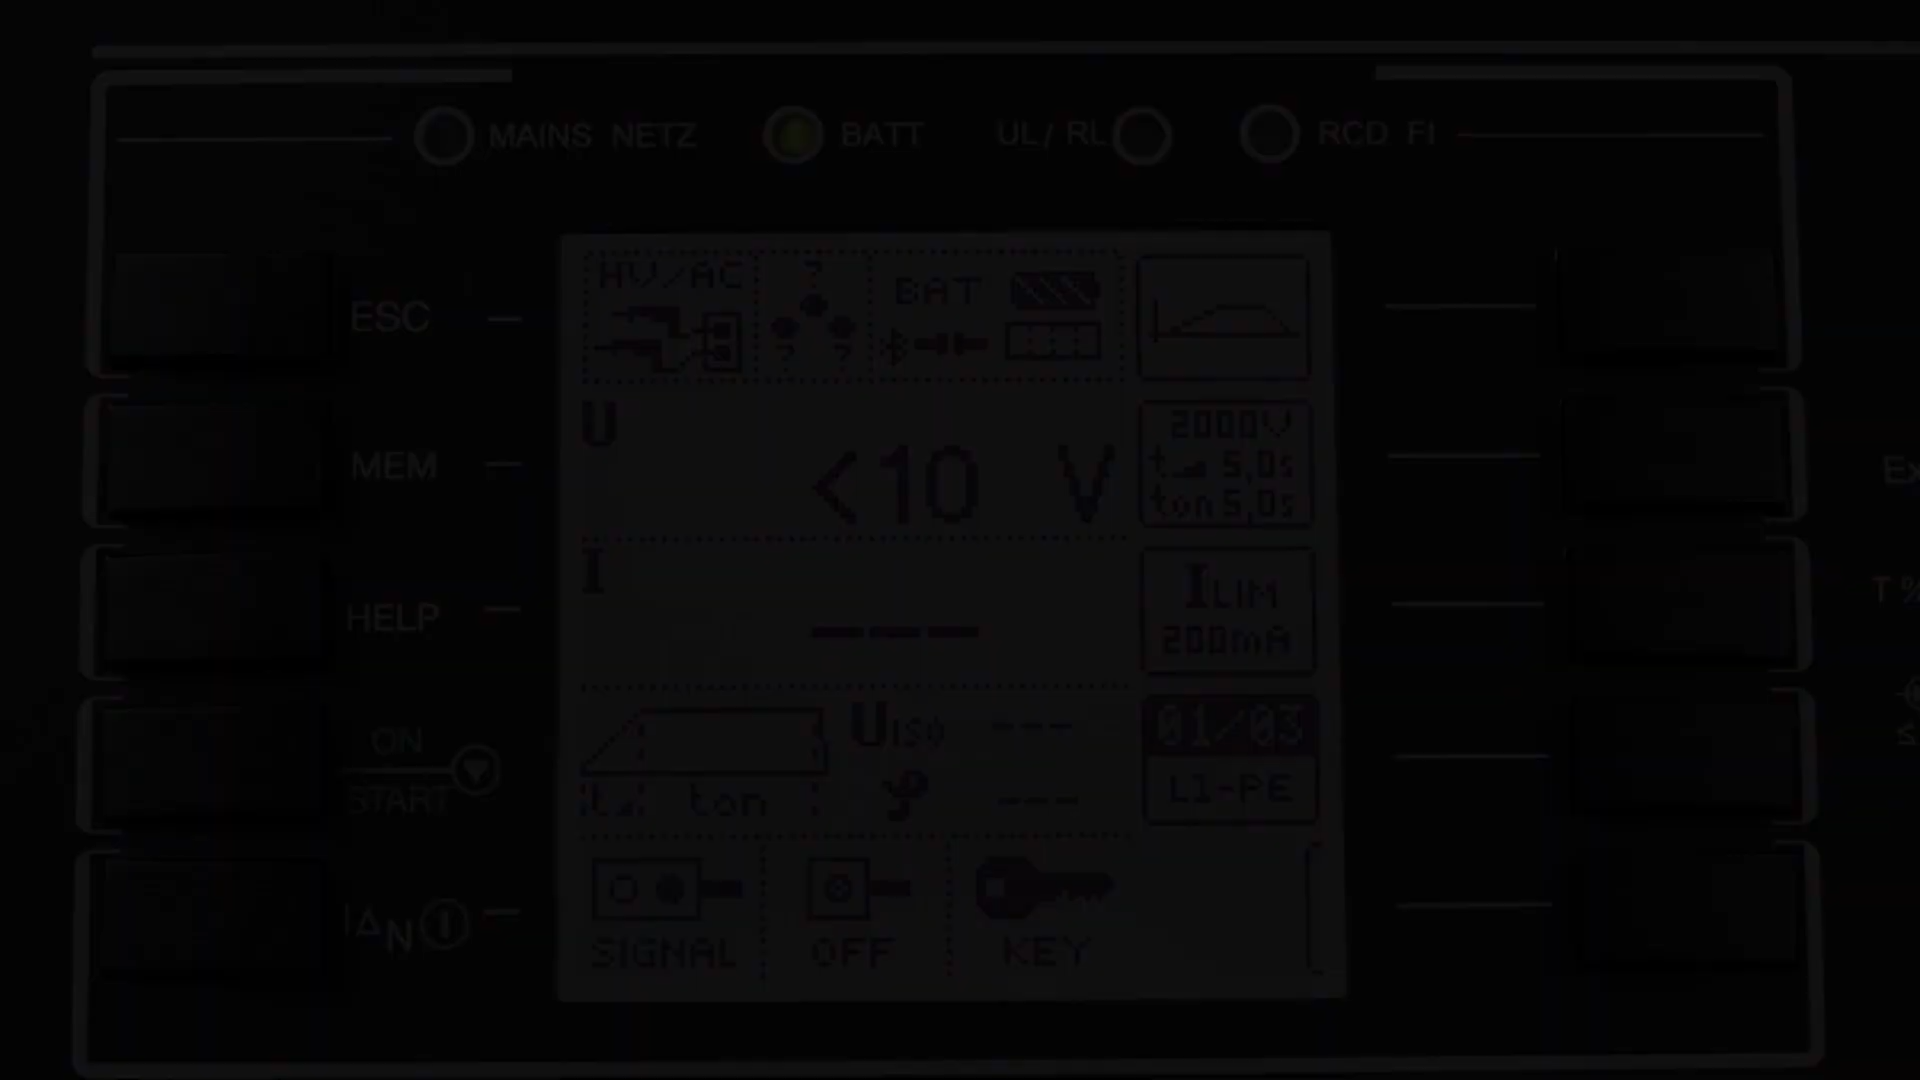 MAINS NETZ BATT UL/ RL RCD FI
HV/AC
?
? ?
BAT
ESC
U
<10 V
2000V
t 5,0s
ton 5,0s
MEM
I
---
ILIM
200mA
HELP
UISO ---
---
t ton
01/03
L1-PE
ON
START
IΔN I
SIGNAL OFF KEY
Ex
T %
≤